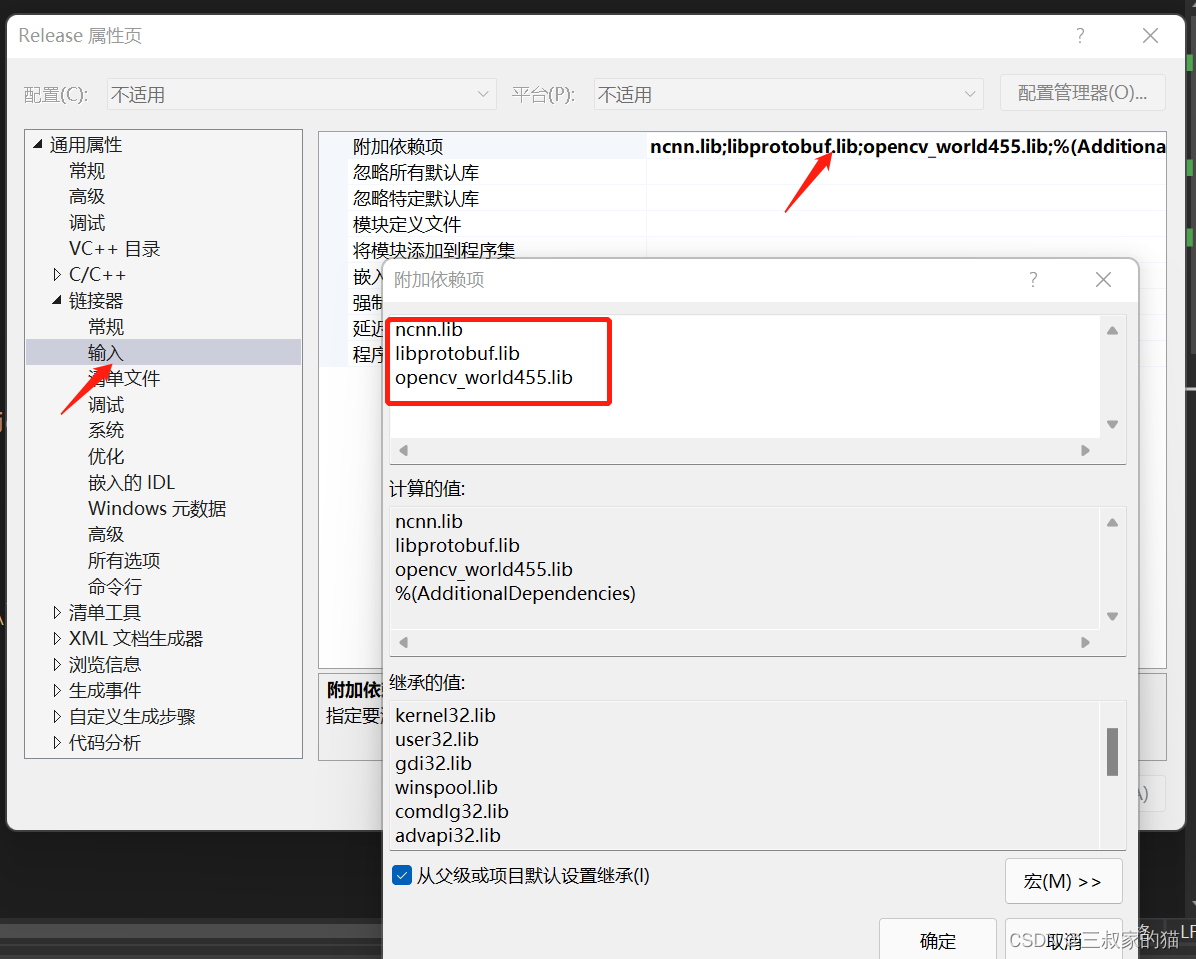 Release 属性页
配置(C): 不适用 平台(P): 不适用 配置管理器(O)...
通用属性
常规
高级
调试
VC++ 目录
C/C++
链接器
常规
输入
清单文件
调试
系统
优化
嵌入的 IDL
Windows 元数据
高级
所有选项
命令行
清单工具
XML 文档生成器
浏览信息
生成事件
自定义生成步骤
代码分析
附加依赖项 ncnn.lib;libprotobuf.lib;opencv_world455.lib;%(Additiona
忽略所有默认库
忽略特定默认库
模块定义文件
将模块添加到程序集
嵌入
强制
延迟
程序
附加依
指定要
附加依赖项
ncnn.lib
libprotobuf.lib
opencv_world455.lib
计算的值:
ncnn.lib
libprotobuf.lib
opencv_world455.lib
%(AdditionalDependencies)
继承的值:
kernel32.lib
user32.lib
gdi32.lib
winspool.lib
comdlg32.lib
advapi32.lib
从父级或项目默认设置继承(I)
宏(M) >>
确定
取消